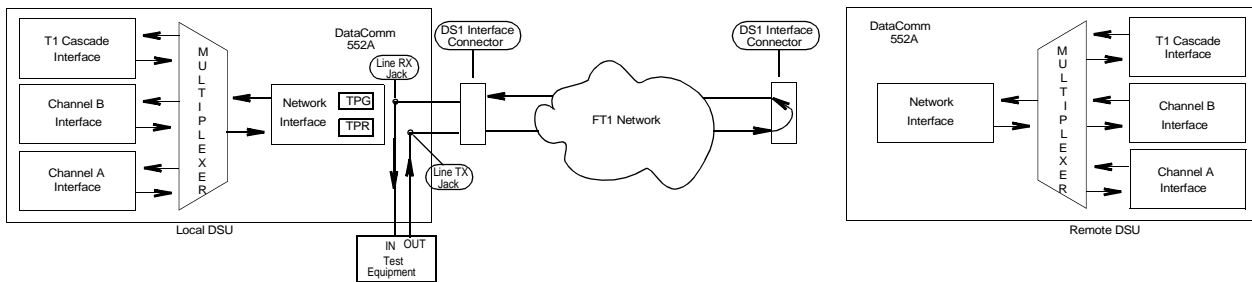 T1 Cascade
Interface
Channel B
Interface
Channel A
Interface
MULTIPLEXER
Network
Interface
TPG
TPR
DataComm
552A
Line RX
Jack
DS1 Interface
Connector
Line TX
Jack
FT1 Network
DS1 Interface
Connector
DataComm
552A
Network
Interface
MULTIPLEXER
T1 Cascade
Interface
Channel B
Interface
Channel A
Interface
Local DSU
IN OUT
Test
Equipment
Remote DSU